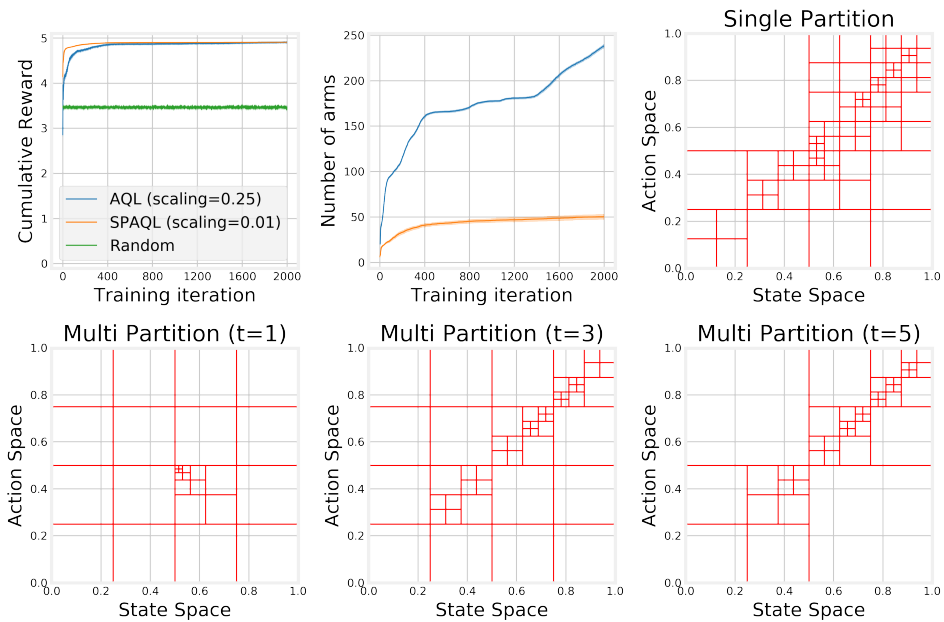 Cumulative Reward
5
4
3
2
1
0
AQL (scaling=0.25)
SPAQL (scaling=0.01)
Random
0 400 800 1200 1600 2000
Training iteration
Number of arms
250
200
150
100
50
0
0 400 800 1200 1600 2000
Training iteration
Single Partition
Action Space
1.0
0.8
0.6
0.4
0.2
0.0
0.0 0.2 0.4 0.6 0.8 1.0
State Space
Multi Partition (t=1)
Action Space
1.0
0.8
0.6
0.4
0.2
0.0
0.0 0.2 0.4 0.6 0.8 1.0
State Space
Multi Partition (t=3)
Action Space
1.0
0.8
0.6
0.4
0.2
0.0
0.0 0.2 0.4 0.6 0.8 1.0
State Space
Multi Partition (t=5)
Action Space
1.0
0.8
0.6
0.4
0.2
0.0
0.0 0.2 0.4 0.6 0.8 1.0
State Space